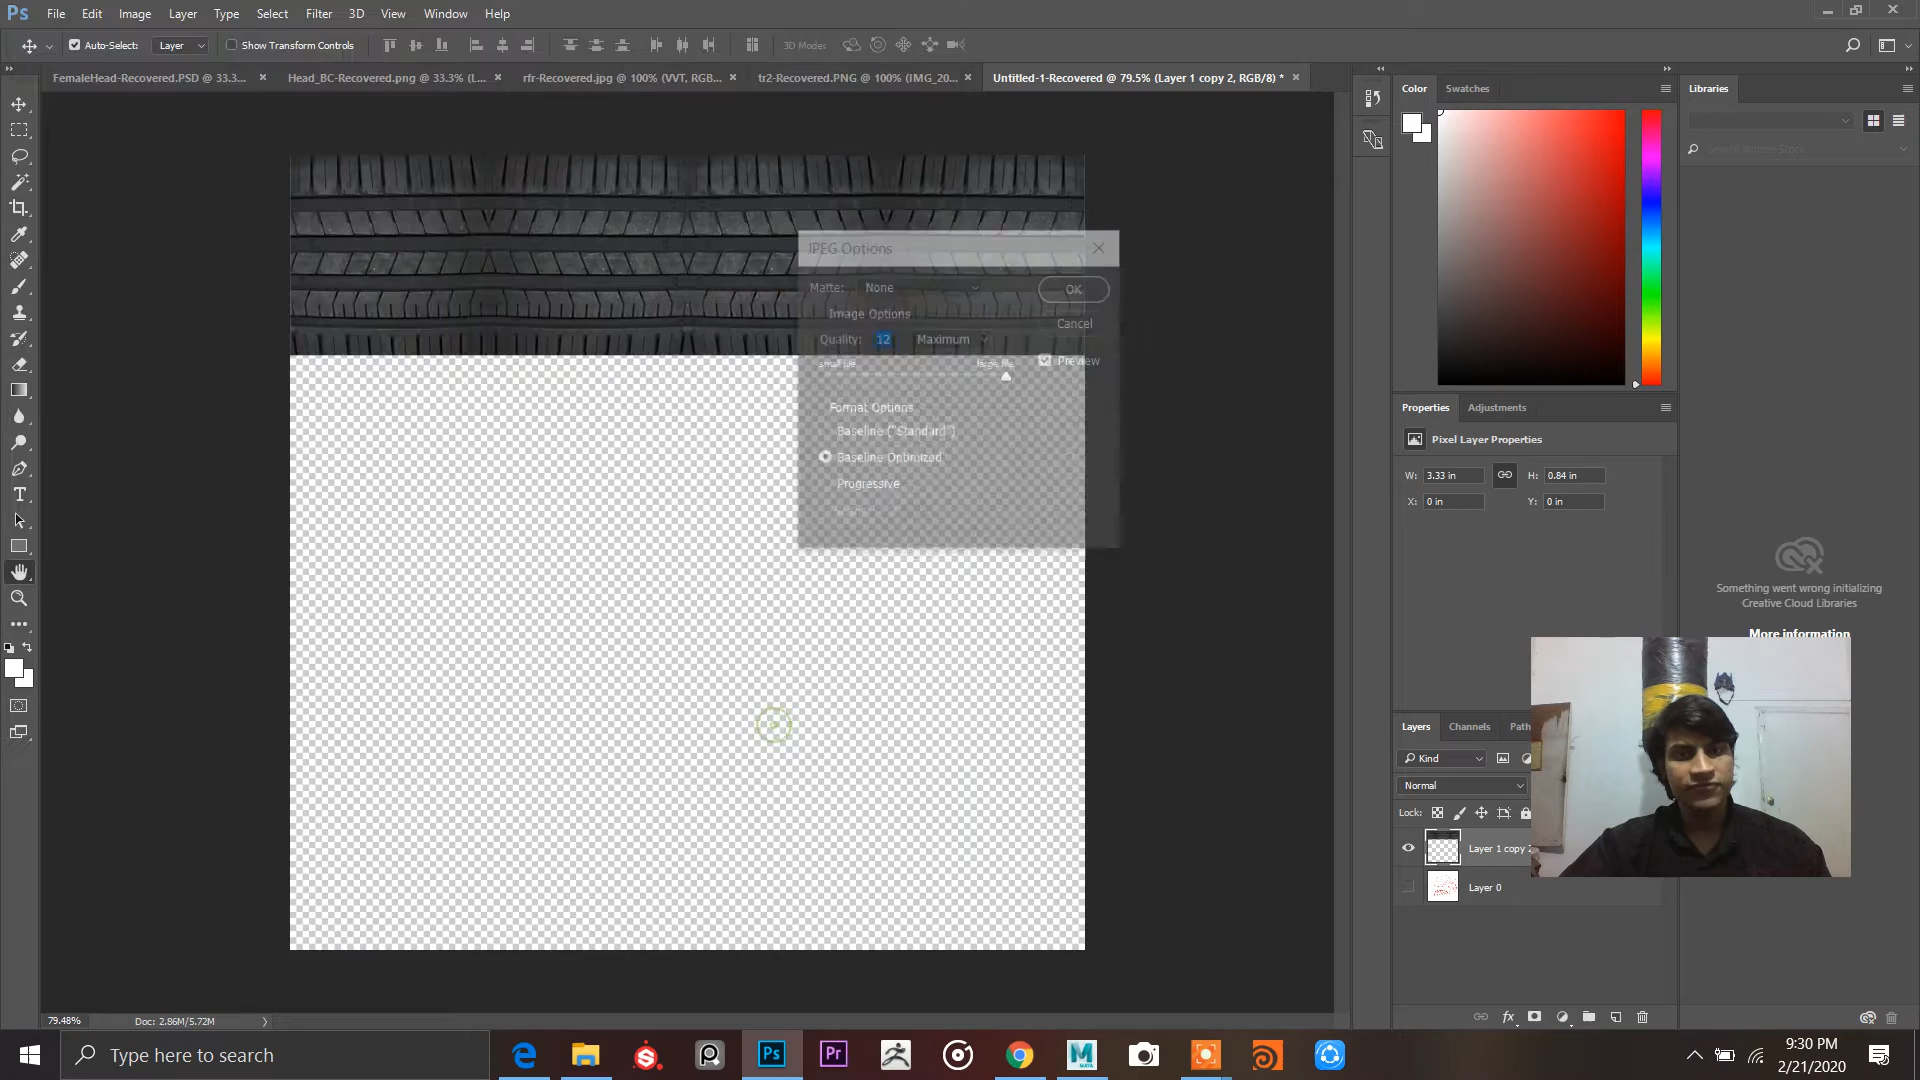 Ps File Edit Image Layer Type Select Filter 3D View Window Help
Auto-Select: Layer Show Transform Controls 3D Mode:
FemaleHead-Recovered.PSD @ 33.3... Head_BC-Recovered.png @ 33.3% (L... rfr-Recovered.jpg @ 100% (VVT, RGB... tr2-Recovered.PNG @ 100% (IMG_20... Untitled-1-Recovered @ 79.5% (Layer 1 copy 2, RGB/8) *
Color Swatches
Libraries
JPEG Options
Matte: None
OK
Image Options
Cancel
Quality: 12 Maximum
Preview
small file large file
Format Options
Baseline ("Standard")
Baseline Optimized
Progressive
Properties Adjustments
Pixel Layer Properties
W: 3.33 in H: 0.84 in
X: 0 in Y: 0 in
Something went wrong initializing
Creative Cloud Libraries
More information
Layers Channels Path
Kind
Normal
Lock:
Layer 1 copy 2
Layer 0
fx
79.48% Doc: 2.86M/5.72M
Type here to search
Ps Pr MAYA
9:30 PM
2/21/2020